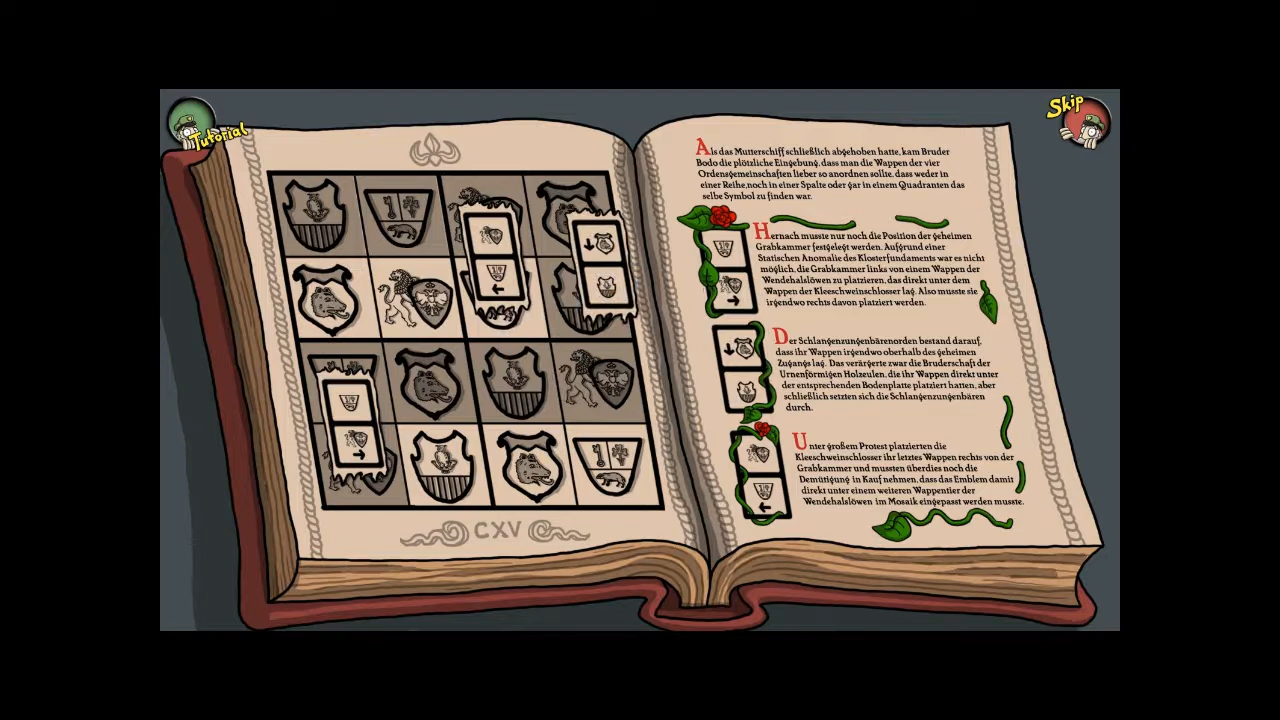 Tutorial
Skip
Als das Mutterschiff schließlich abgehoben hatte, kam Bruder
Bodo die plötzliche Eingebung, dass man die Wappen der vier
Ordensgemeinschaften lieber so anordnen sollte, dass weder in
einer Reihe,noch in einer Spalte oder gar in einem Quadranten das
selbe Symbol zu finden war.
Hernach musste nur noch die Position der geheimen
Grabkammer festgelegt werden. Aufgrund einer
Statischen Anomalie des Klosterfundaments war es nicht
möglich, die Grabkammer links von einem Wappen der
Wendehalslöwen zu platzieren, das direkt unter dem
Wappen der Kleeschweinschlosser lag. Also musste sie
irgendwo rechts davon platziert werden.
Der Schlangenzungenbärenorden bestand darauf,
dass ihr Wappen irgendwo oberhalb des geheimen
Zugangs lag. Das verärgerte zwar die Bruderschaft der
Urnenförmigen Holzeulen, die ihr Wappen direkt unter
der entsprechenden Bodenplatte platziert hatten, aber
schließlich setzten sich die Schlangenzungenbären
durch.
Unter großem Protest platzierten die
Kleeschweinschlosser ihr letztes Wappen rechts von der
Grabkammer und mussten überdies noch die
Demütigung in Kauf nehmen, dass das Emblem damit
direkt unter einem weiteren Wappentier der
Wendehalslöwen im Mosaik eingepasst werden musste.
CXV